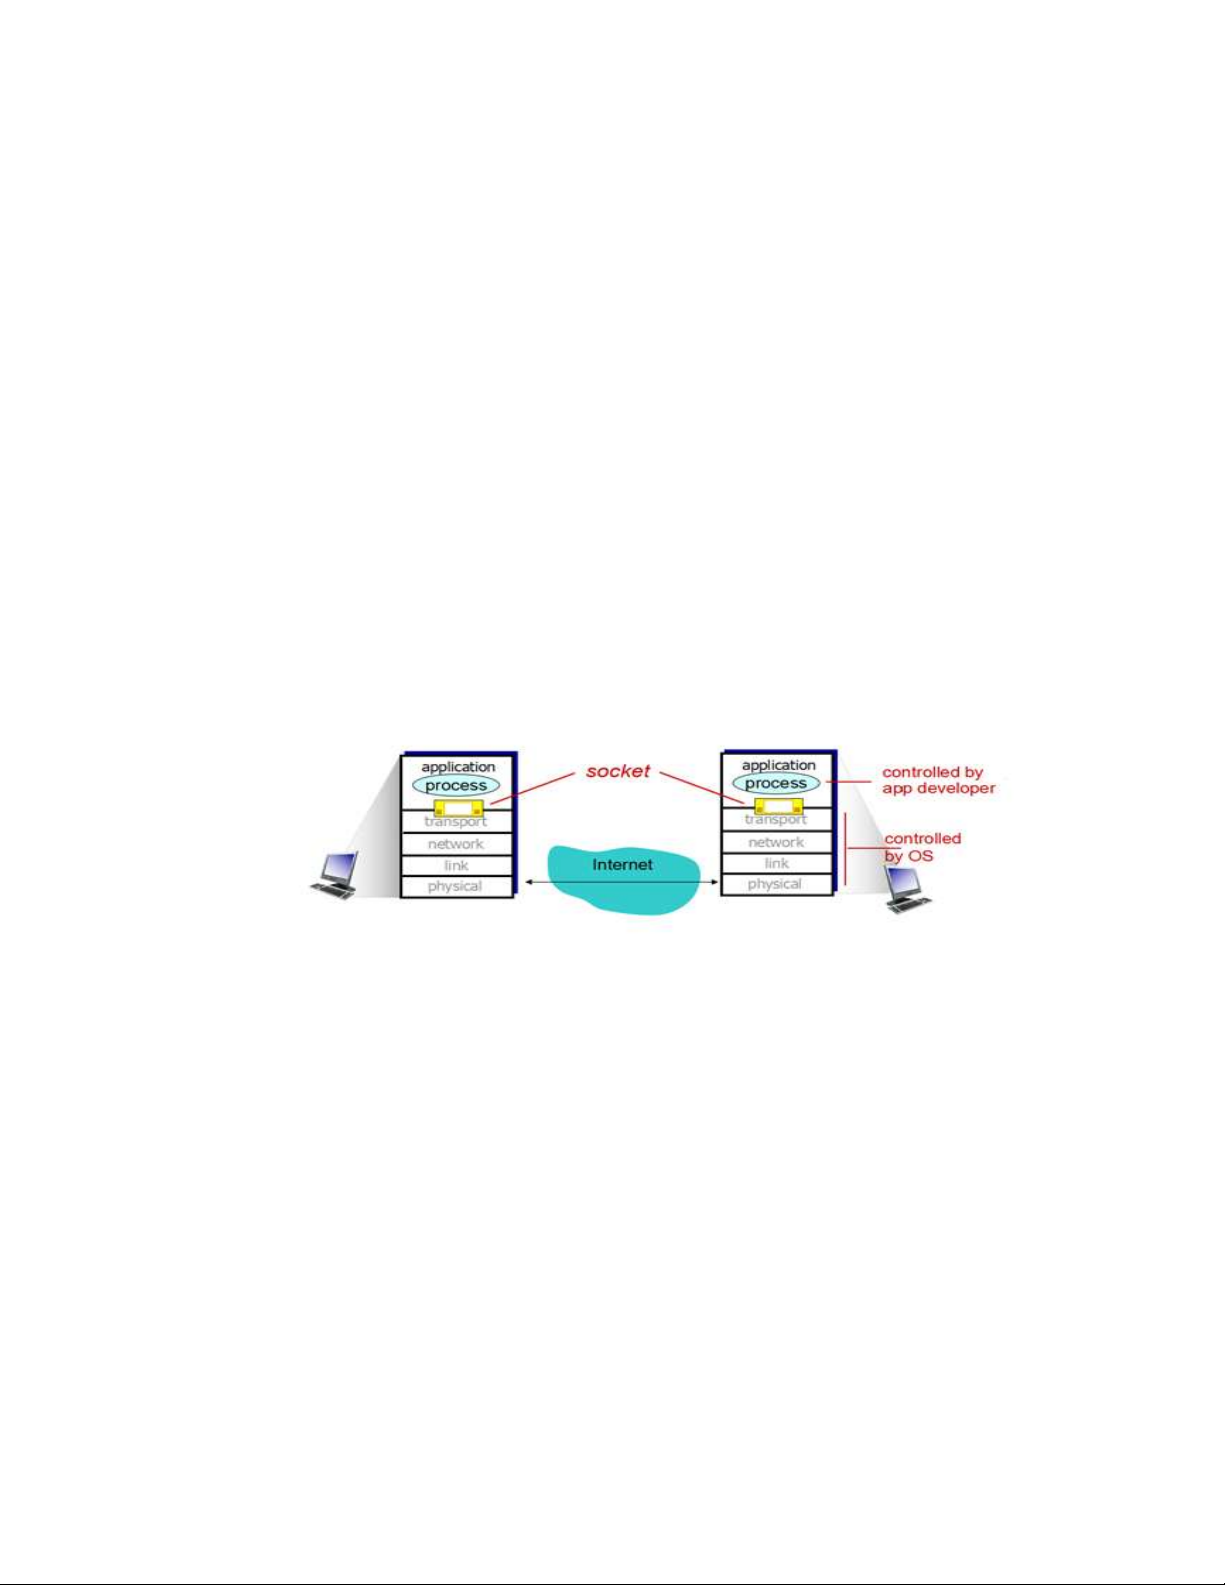 application
process
transport
network
link
physical
socket
Internet
application
process
transport
network
link
physical
controlled by
app developer
controlled
by OS